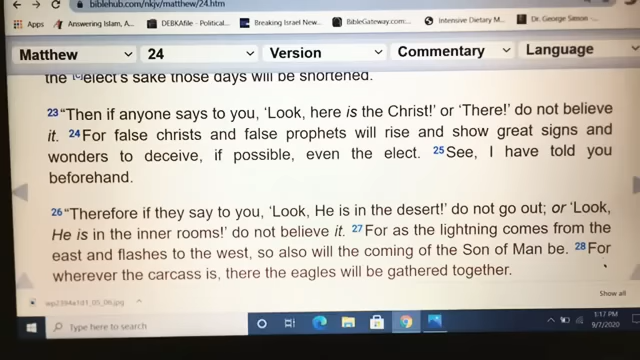 biblehub.com/nkjv/matthew/24.htm
Apps Answering Islam, A... DEBKAfile - Political... Breaking Israel New... BibleGateway.com:... Intensive Dietary M... Dr. George Simon -...
Matthew 24 Version Commentary Language
the elect's sake those days will be shortened.
23 “Then if anyone says to you, ‘Look, here is the Christ!’ or ‘There!’ do not believe
it. 24 For false christs and false prophets will rise and show great signs and
wonders to deceive, if possible, even the elect. 25 See, I have told you
beforehand.
26 “Therefore if they say to you, ‘Look, He is in the desert!’ do not go out; or ‘Look,
He is in the inner rooms!’ do not believe it. 27 For as the lightning comes from the
east and flashes to the west, so also will the coming of the Son of Man be. 28 For
wherever the carcass is, there the eagles will be gathered together.
Show all
Type here to search
1:17 PM
9/7/2020